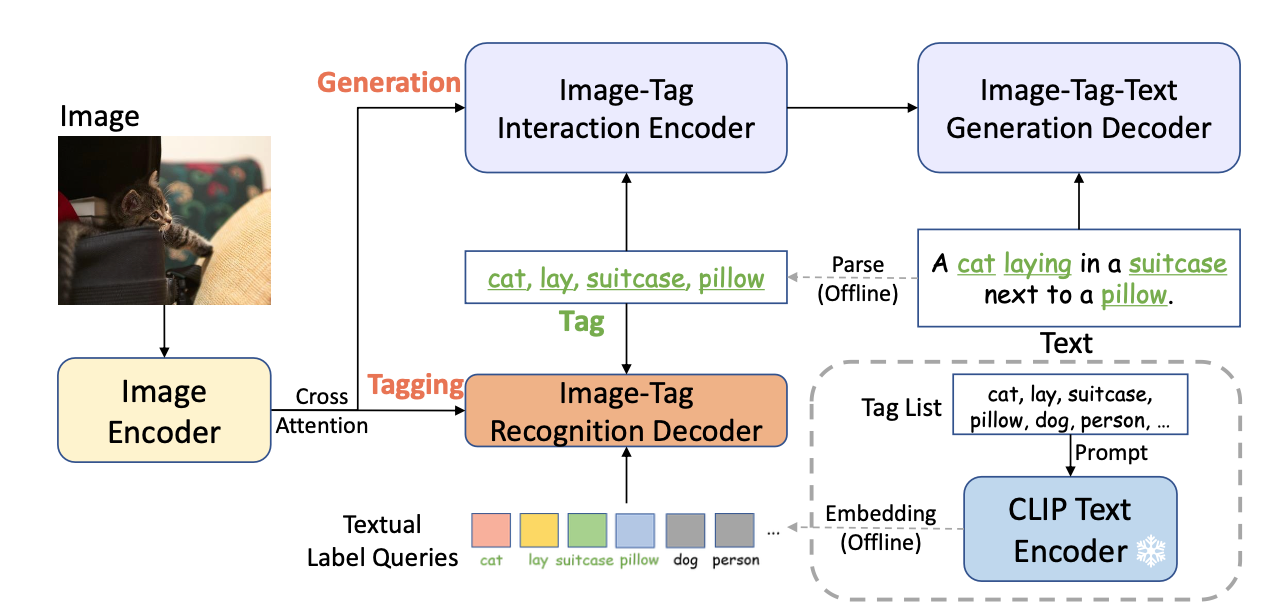 Image
Generation
Image-Tag
Interaction Encoder
Image-Tag-Text
Generation Decoder
cat, lay, suitcase, pillow
Tag
Parse
(Offline)
A cat laying in a suitcase
next to a pillow.
Text
Image
Encoder
Cross
Attention
Tagging
Image-Tag
Recognition Decoder
Tag List
cat, lay, suitcase,
pillow, dog, person, ...
Prompt
CLIP Text
Encoder
Embedding
(Offline)
Textual
Label Queries
...
cat lay suitcase pillow dog person